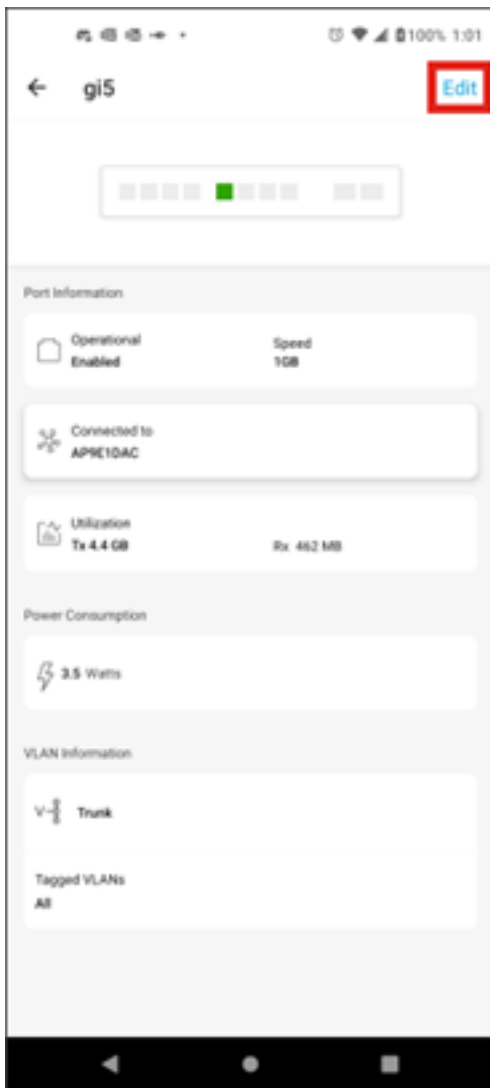 100% 1:01
gi5
Edit
Port Information
Operational
Enabled
Speed
1GB
Connected to
AP9E1DAC
Utilization
Tx 4.4 GB
Rx 462 MB
Power Consumption
3.5 Watts
VLAN Information
Trunk
Tagged VLANs
All